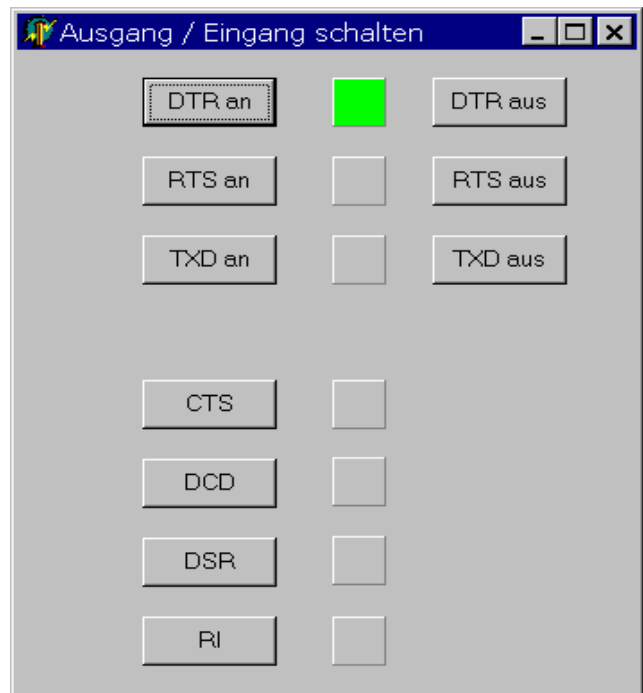 Ausgang / Eingang schalten
DTR an DTR aus
RTS an RTS aus
TXD an TXD aus
CTS
DCD
DSR
RI